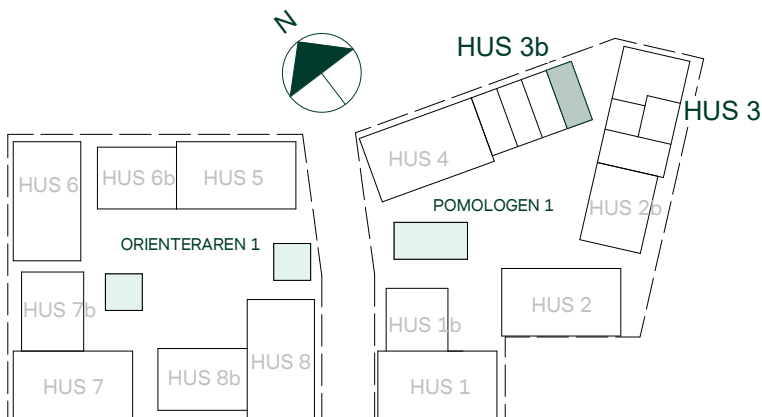 N
HUS 3b
HUS 3
HUS 4
HUS 6
HUS 6b
HUS 5
POMOLOGEN 1
HUS 2b
ORIENTERAREN 1
HUS 7b
HUS 2
HUS 1b
HUS 8
HUS 8b
HUS 7
HUS 1